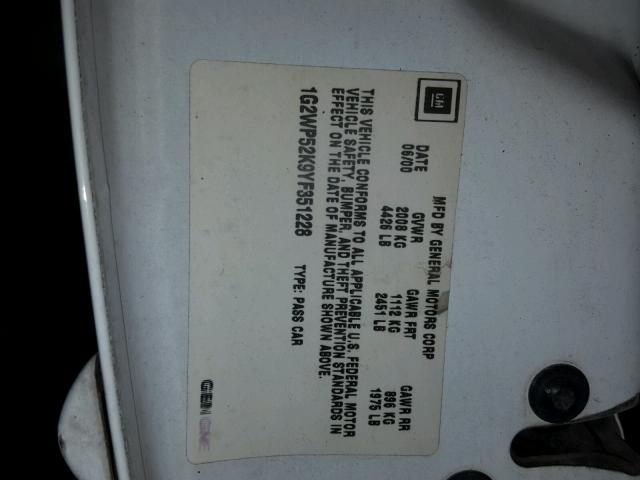 GM
MFD BY GENERAL MOTORS CORP
DATE GVWR GAWR FRT GAWR RR
06/00 2008 KG 1112 KG 896 KG
4426 LB 2451 LB 1975 LB
THIS VEHICLE CONFORMS TO ALL APPLICABLE U.S. FEDERAL MOTOR
VEHICLE SAFETY, BUMPER, AND THEFT PREVENTION STANDARDS IN
EFFECT ON THE DATE OF MANUFACTURE SHOWN ABOVE.
1G2WP52K9YF351228 TYPE: PASS CAR